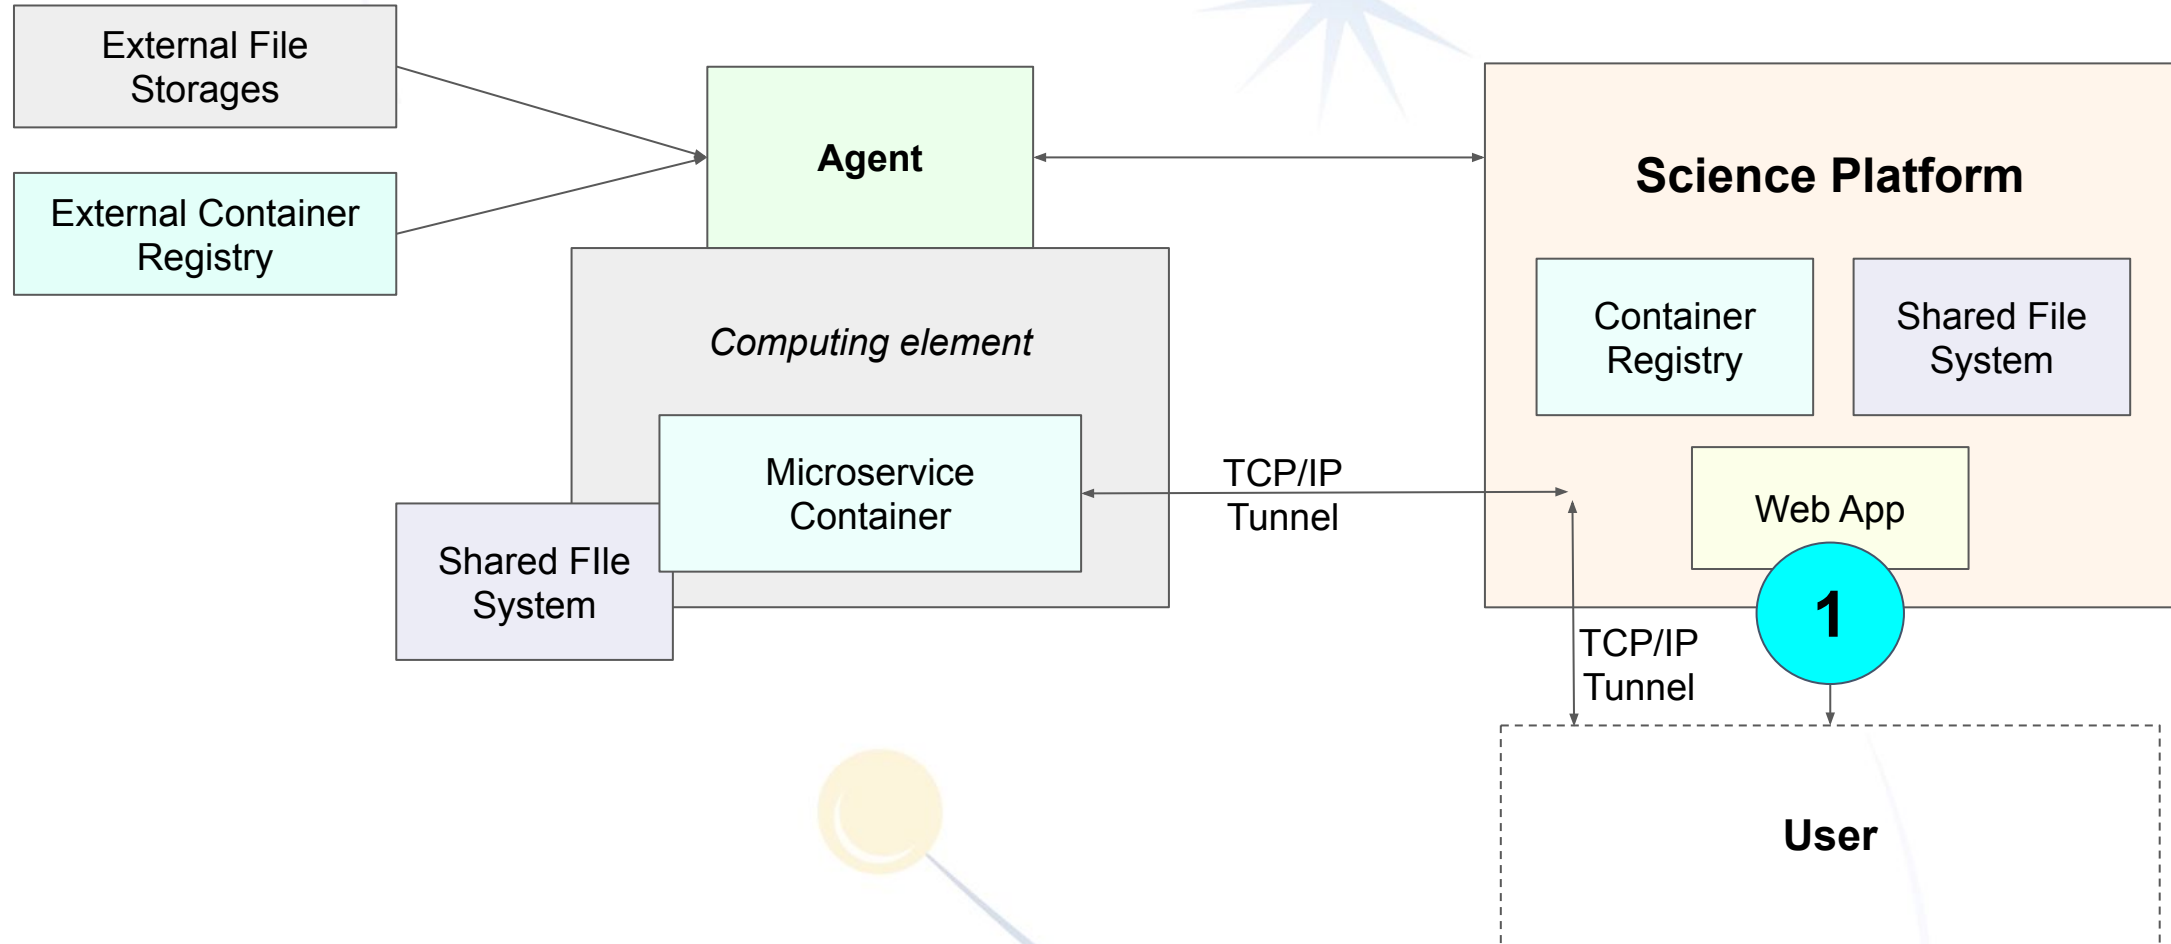 External File
Storages
External Container
Registry
Agent
Computing element
Microservice
Container
Shared FIle
System
TCP/IP
Tunnel
Science Platform
Container
Registry
Shared File
System
Web App
1
TCP/IP
Tunnel
User